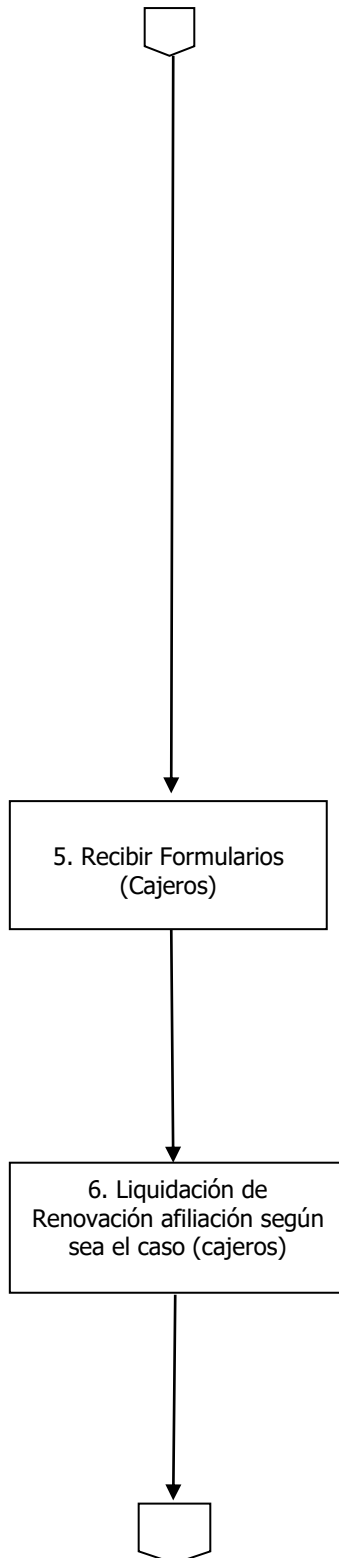 5. Recibir Formularios
(Cajeros)
6. Liquidación de
Renovación afiliación según
sea el caso (cajeros)